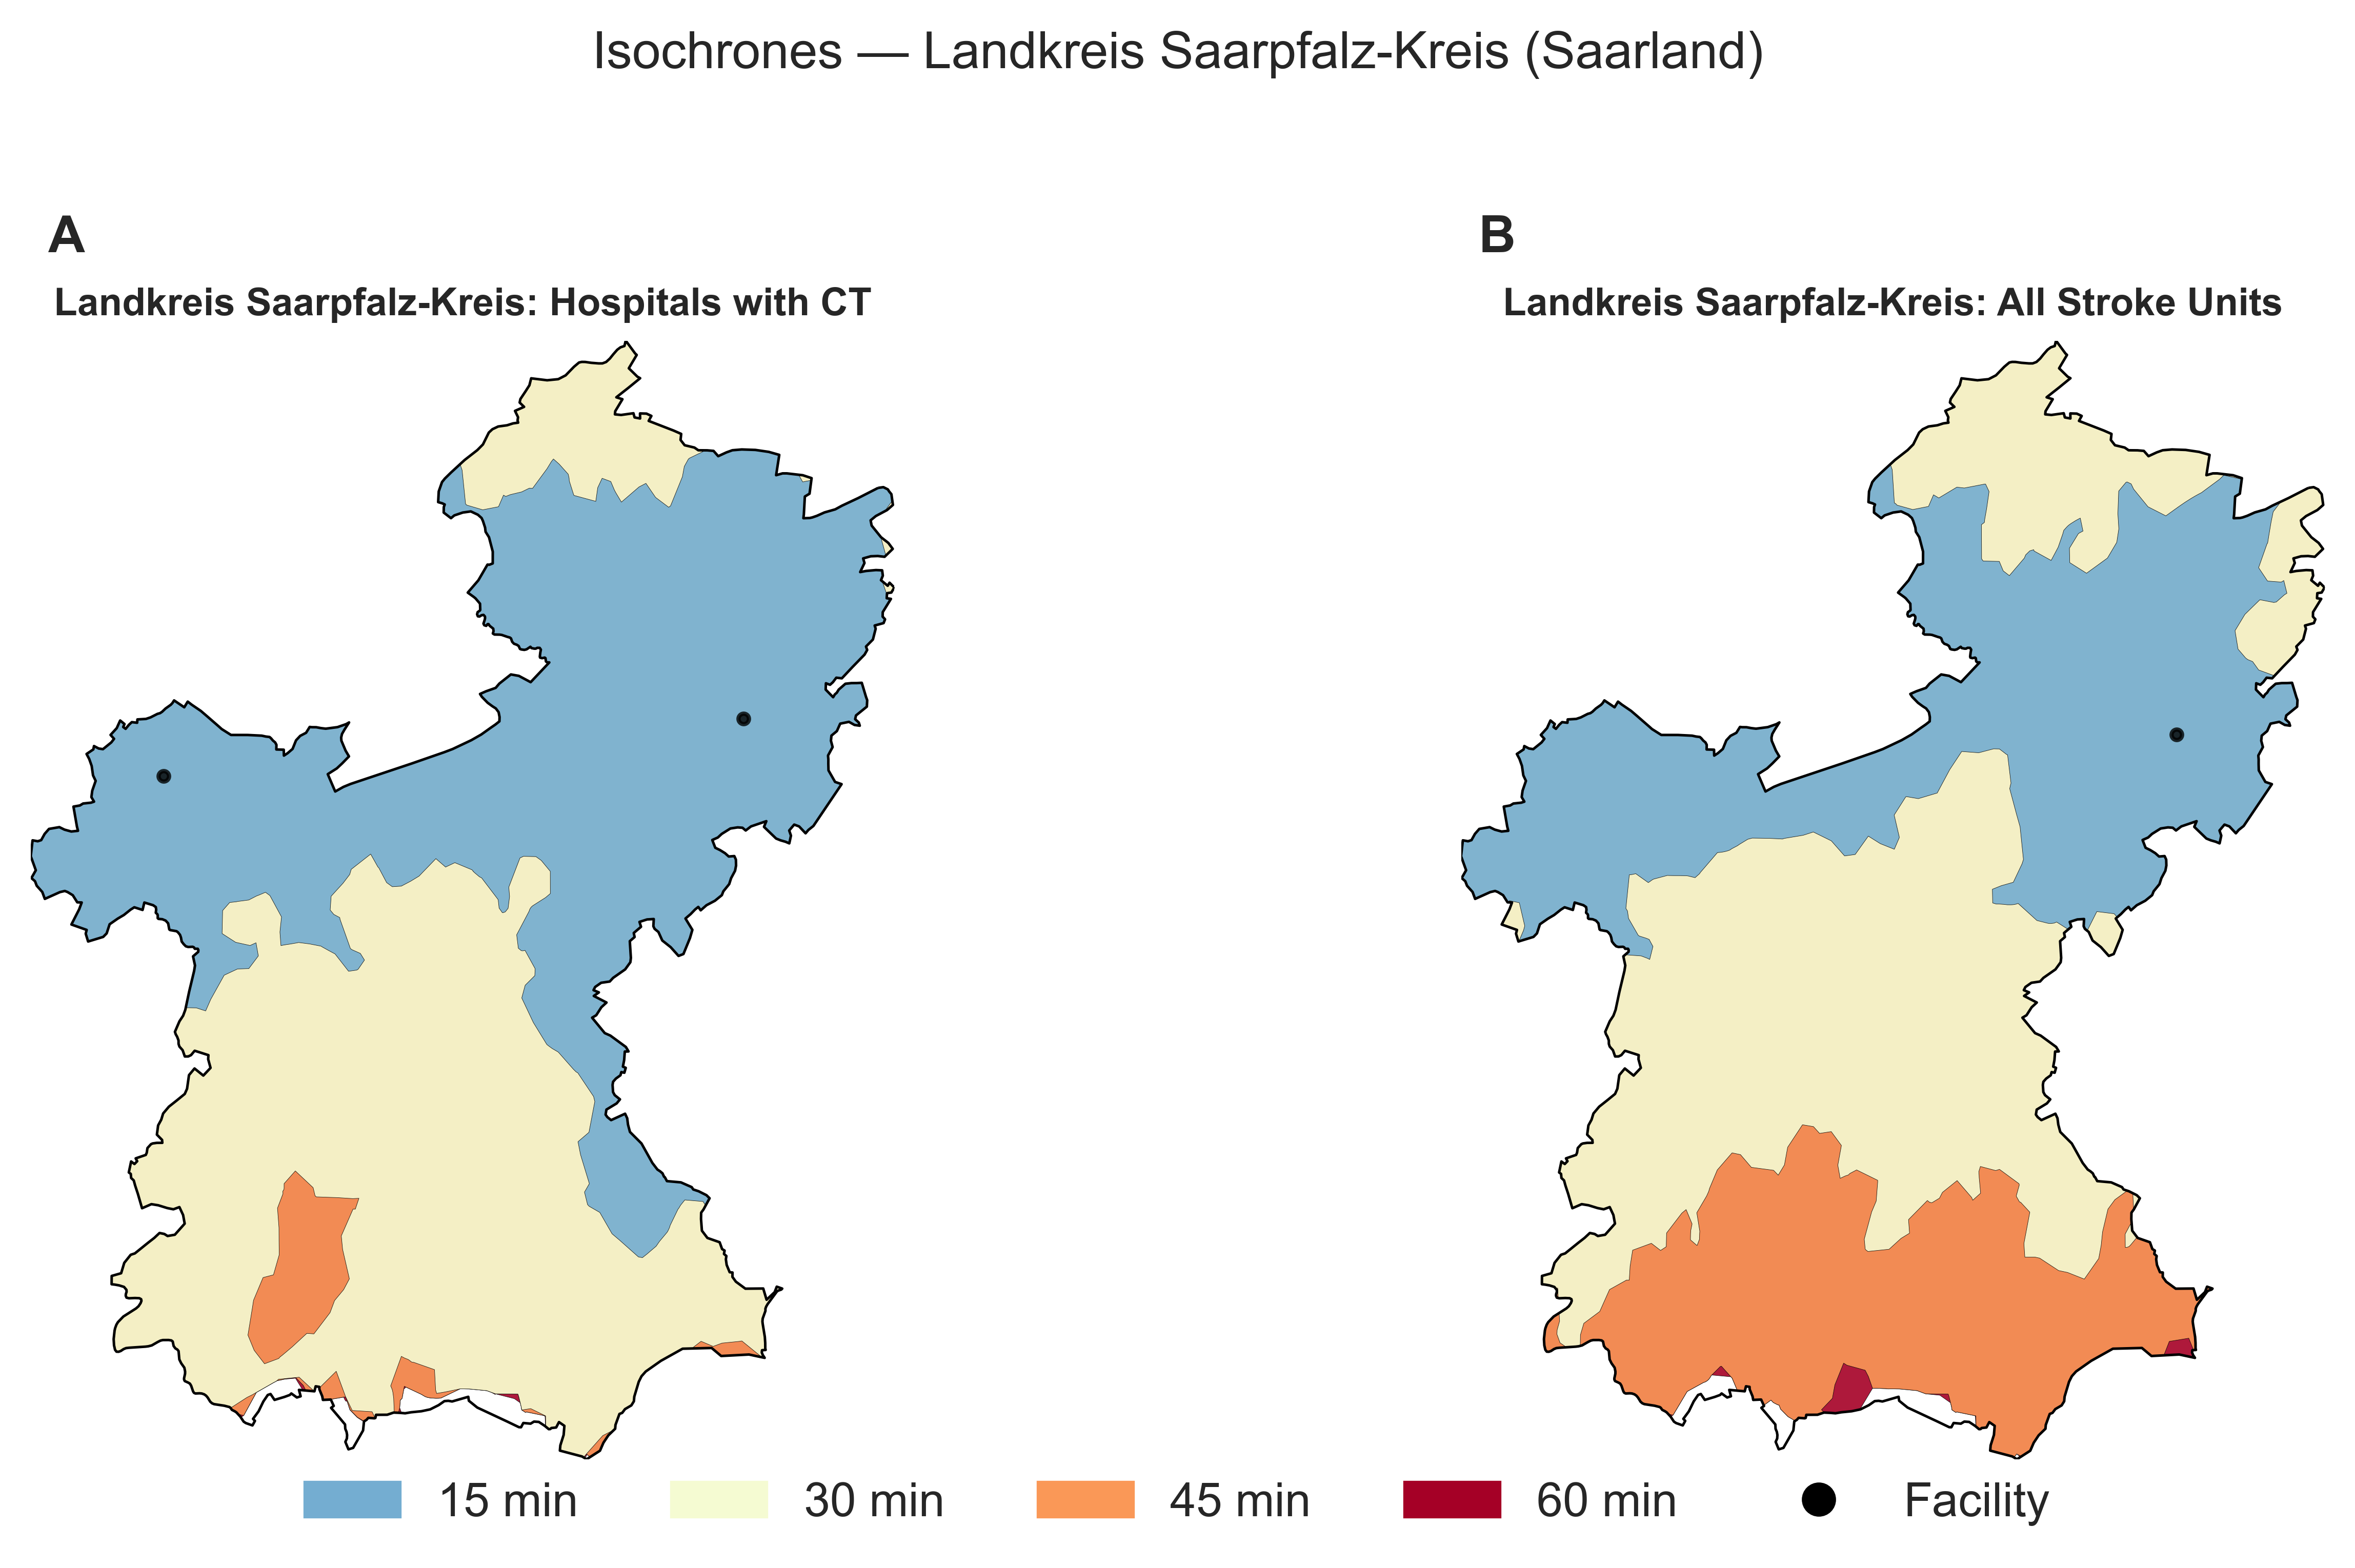 Isochrones — Landkreis Saarpfalz-Kreis (Saarland)
A
Landkreis Saarpfalz-Kreis: Hospitals with CT
B
Landkreis Saarpfalz-Kreis: All Stroke Units
15 min
30 min
45 min
60 min
Facility